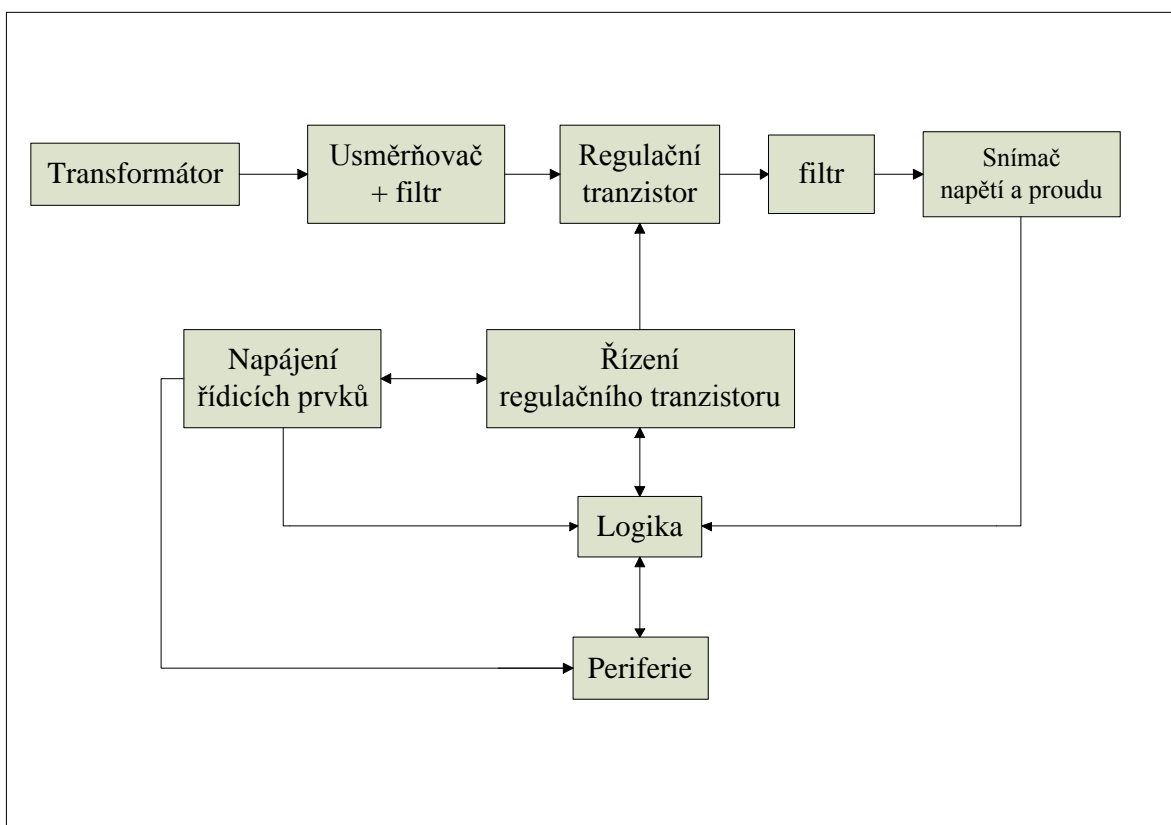 Transformátor
Usměrňovač
+ filtr
Regulační
tranzistor
filtr
Snímač
napětí a proudu
Napájení
řídicích prvků
Řízení
regulačního tranzistoru
Logika
Periferie